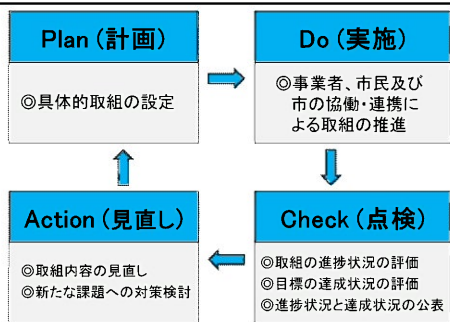 Plan(計画)
◎具体的取組の設定
Do(実施)
◎事業者、市民及び
市の協働・連携に
よる取組の推進
Action(見直し)
◎取組内容の見直し
◎新たな課題への対策検討
Check(点検)
◎取組の進捗状況の評価
◎目標の達成状況の評価
◎進捗状況と達成状況の公表